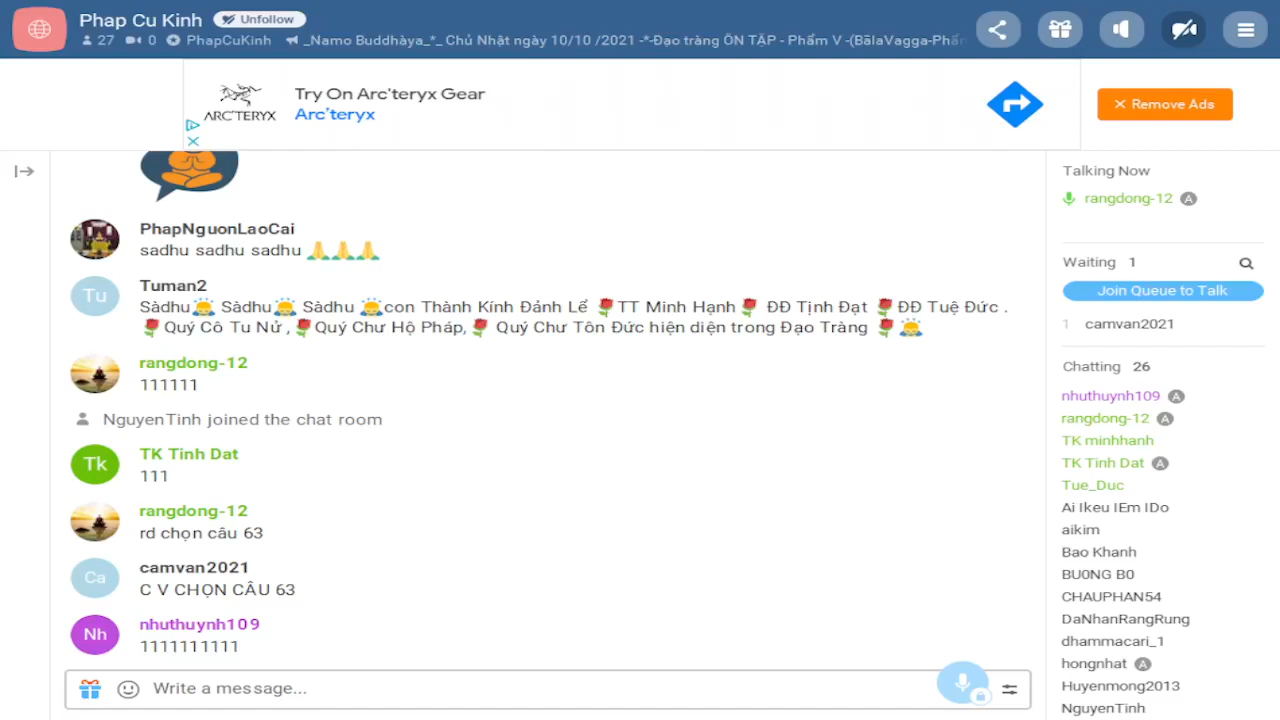 Phap Cu Kinh Unfollow
27 0 PhapCuKinh _Namo Buddhàya_*_ Chủ Nhật ngày 10/10 /2021 -*-Đạo tràng ÔN TẬP - Phẩm V -(BālaVagga-Phẩm
ARC'TERYX
Try On Arc'teryx Gear
Arc'teryx
Remove Ads
PhapNguonLaoCai
sadhu sadhu sadhu 🙏🙏🙏
Tuman2
Tu
Sàdhu🙇 Sàdhu🙇 Sàdhu 🙇con Thành Kính Đảnh Lể 🌹TT Minh Hạnh🌹 ĐĐ Tịnh Đạt 🌹ĐĐ Tuệ Đức .
🌹Quý Cô Tu Nử ,🌹Quý Chư Hộ Pháp,🌹 Quý Chư Tôn Đức hiện diện trong Đạo Tràng 🌹🙇
rangdong-12
111111
NguyenTinh joined the chat room
TK Tinh Dat
Tk
111
rangdong-12
rd chọn câu 63
camvan2021
Ca
C V CHỌN CÂU 63
nhuthuynh109
Nh
1111111111
Write a message...
Talking Now
rangdong-12 A
Waiting 1
Join Queue to Talk
1 camvan2021
Chatting 26
nhuthuynh109 A
rangdong-12 A
TK minhhanh
TK Tinh Dat A
Tue_Duc
Ai Ikeu IEm IDo
aikim
Bao Khanh
BU0NG B0
CHAUPHAN54
DaNhanRangRung
dhammacari_1
hongnhat A
Huyenmong2013
NguyenTinh